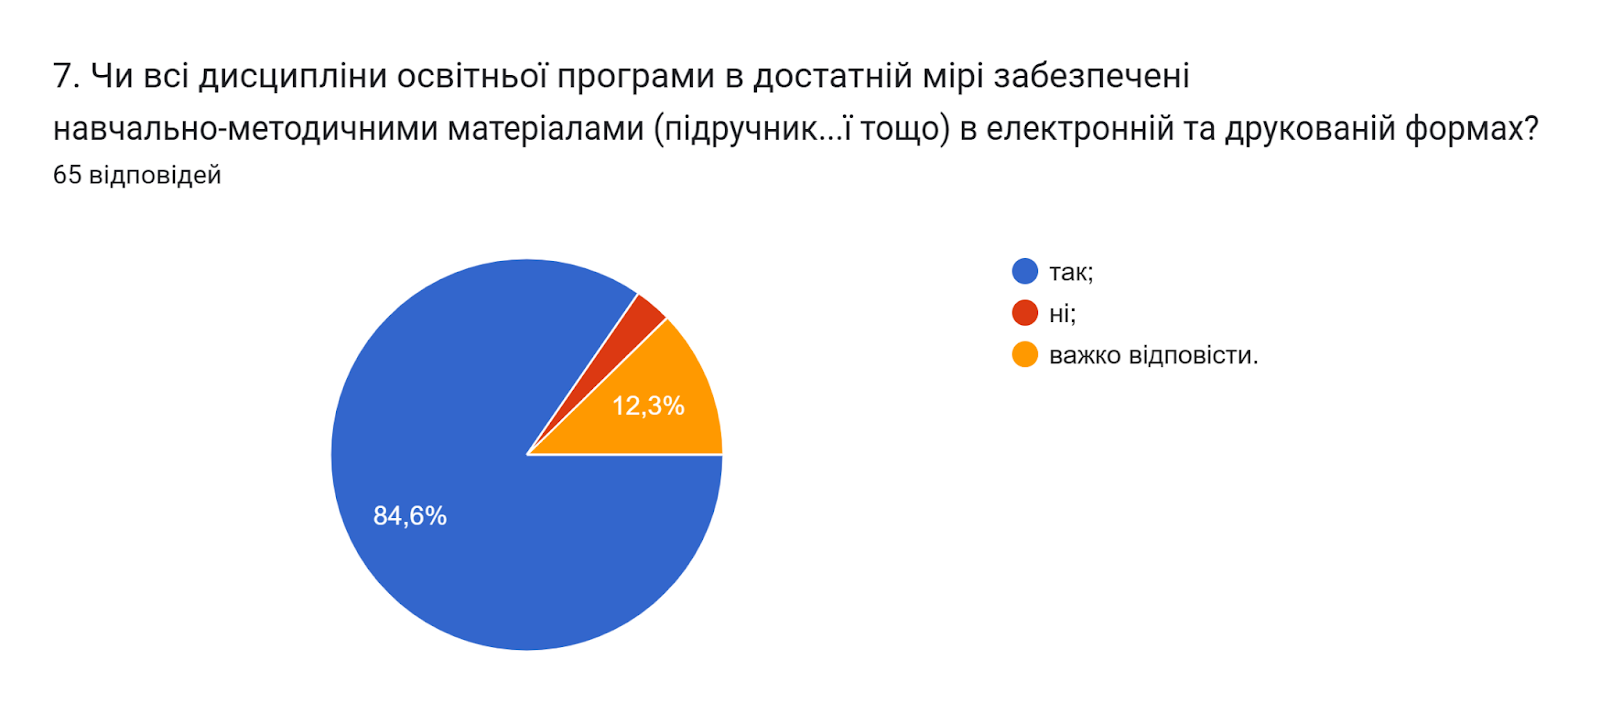 7. Чи всі дисципліни освітньої програми в достатній мірі забезпечені
навчально-методичними матеріалами (підручник...ї тощо) в електронній та друкованій формах?
65 відповідей
так;
ні;
важко відповісти.
12,3%
84,6%